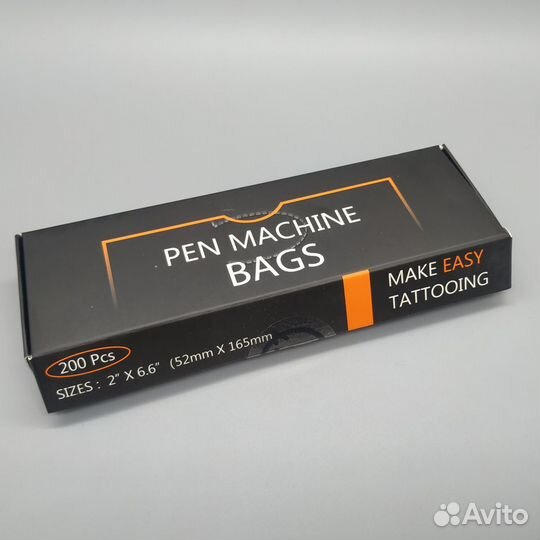 PEN MACHINE
BAGS
MAKE EASY
TATTOOING
200 Pcs
SIZES : 2" X 6.6" (52mm X 165mm
Avito